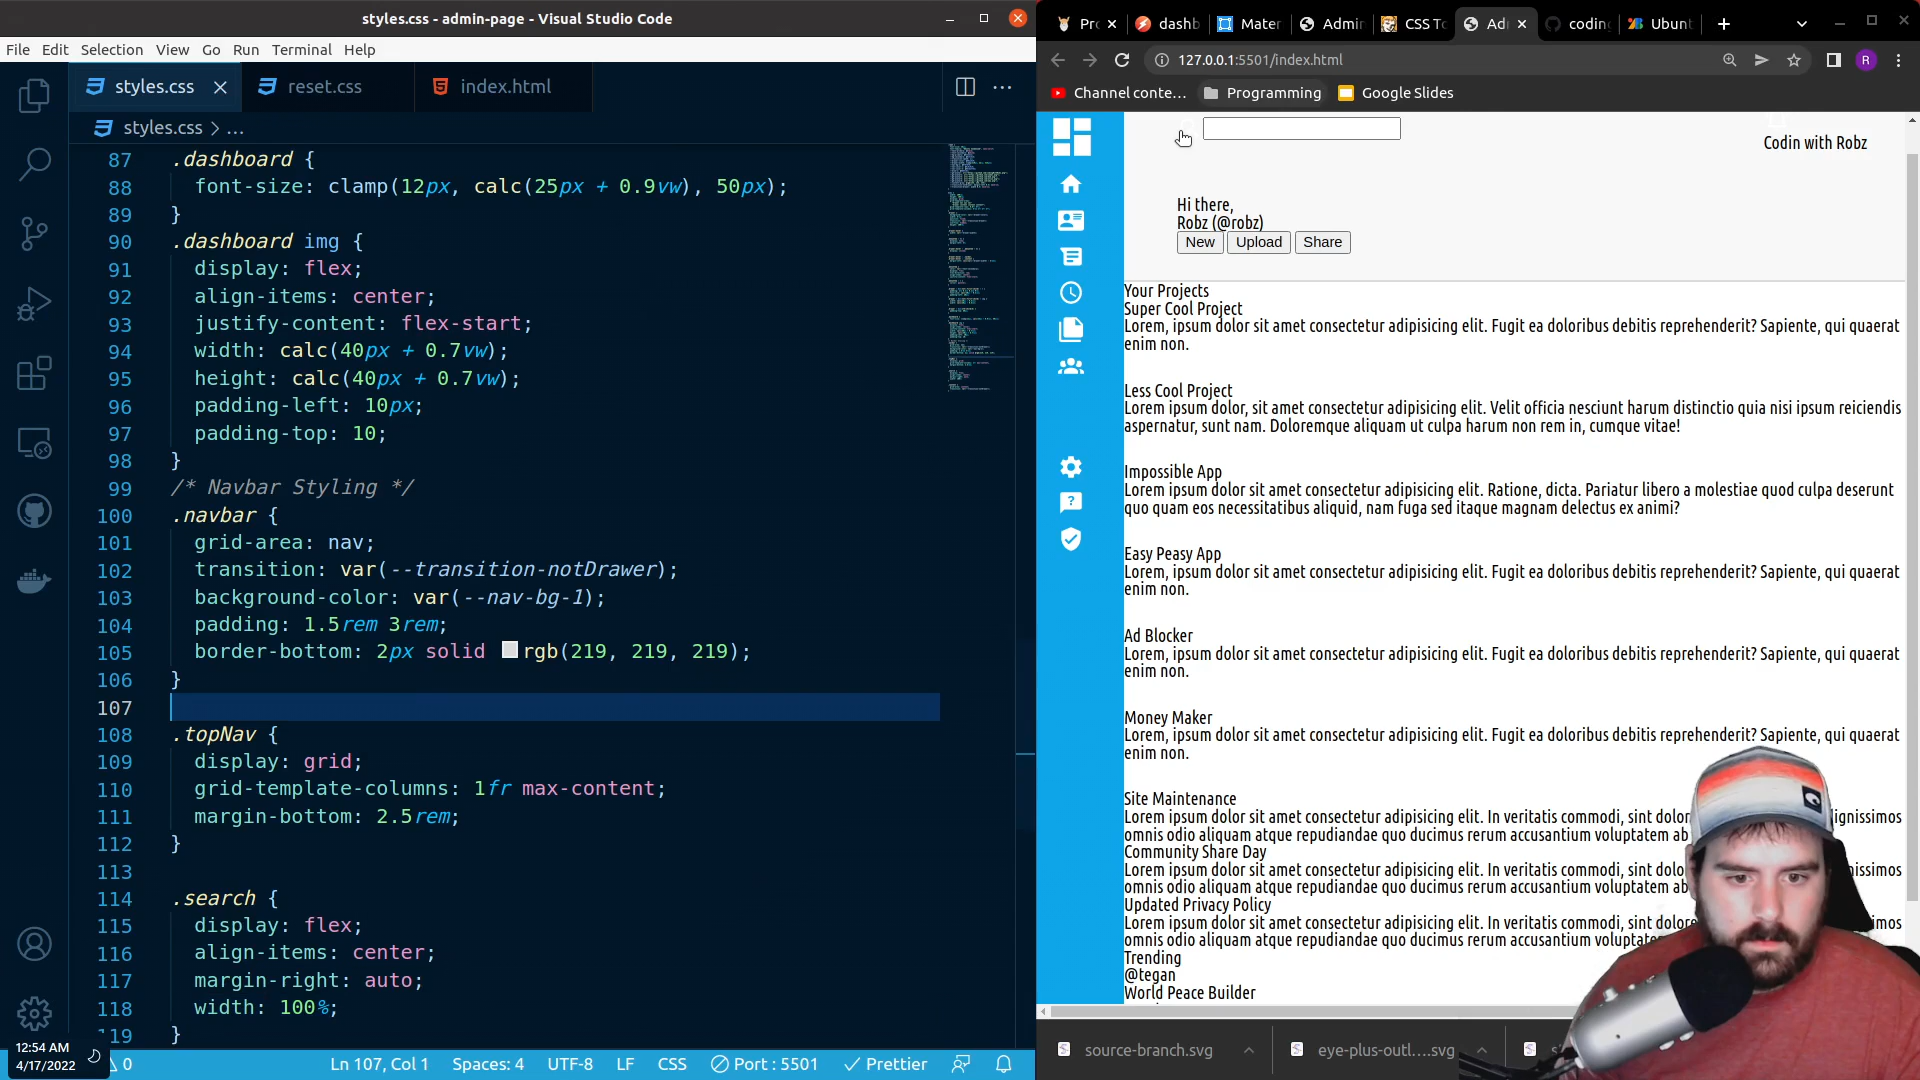 styles.css - admin-page - Visual Studio Code
File Edit Selection View Go Run Terminal Help
styles.css
reset.css
index.html
styles.css > ...
87 .dashboard {
88 font-size: clamp(12px, calc(25px + 0.9vw), 50px);
89 }
90 .dashboard img {
91 display: flex;
92 align-items: center;
93 justify-content: flex-start;
94 width: calc(40px + 0.7vw);
95 height: calc(40px + 0.7vw);
96 padding-left: 10px;
97 padding-top: 10;
98 }
99 /* Navbar Styling */
100 .navbar {
101 grid-area: nav;
102 transition: var(--transition-notDrawer);
103 background-color: var(--nav-bg-1);
104 padding: 1.5rem 3rem;
105 border-bottom: 2px solid rgb(219, 219, 219);
106 }
107
108 .topNav {
109 display: grid;
110 grid-template-columns: 1fr max-content;
111 margin-bottom: 2.5rem;
112 }
113
114 .search {
115 display: flex;
116 align-items: center;
117 margin-right: auto;
118 width: 100%;
119 }
12:54 AM
4/17/2022
0
Ln 107, Col 1 Spaces: 4 UTF-8 LF CSS Port : 5501 Prettier
Pro dashb Mater Admin CSS To Ad coding Ubunt
127.0.0.1:5501/index.html
R
Channel conte... Programming Google Slides
Codin with Robz
Hi there,
Robz (@robz)
New Upload Share
Your Projects
Super Cool Project
Lorem, ipsum dolor sit amet consectetur adipisicing elit. Fugit ea doloribus debitis reprehenderit? Sapiente, qui quaerat
enim non.
Less Cool Project
Lorem ipsum dolor, sit amet consectetur adipisicing elit. Velit officia nesciunt harum distinctio quia nisi ipsum reiciendis
aspernatur, sunt nam. Doloremque aliquam ut culpa harum non rem in, cumque vitae!
Impossible App
Lorem ipsum dolor sit amet consectetur adipisicing elit. Ratione, dicta. Pariatur libero a molestiae quod culpa deserunt
quo quam eos necessitatibus aliquid, nam fuga sed itaque magnam delectus ex animi?
Easy Peasy App
Lorem, ipsum dolor sit amet consectetur adipisicing elit. Fugit ea doloribus debitis reprehenderit? Sapiente, qui quaerat
enim non.
Ad Blocker
Lorem, ipsum dolor sit amet consectetur adipisicing elit. Fugit ea doloribus debitis reprehenderit? Sapiente, qui quaerat
enim non.
Money Maker
Lorem, ipsum dolor sit amet consectetur adipisicing elit. Fugit ea doloribus debitis reprehenderit? Sapiente, qui quaerat
enim non.
Site Maintenance
Lorem ipsum dolor sit amet consectetur adipisicing elit. In veritatis commodi, sint dolor ignissimos
omnis odio aliquam atque repudiandae quo ducimus rerum accusantium voluptatem ab
Community Share Day
Lorem ipsum dolor sit amet consectetur adipisicing elit. In veritatis commodi, sint dolor issimos
omnis odio aliquam atque repudiandae quo ducimus rerum accusantium voluptatem ab
Updated Privacy Policy
Lorem ipsum dolor sit amet consectetur adipisicing elit. In veritatis commodi, sint dolore simos
omnis odio aliquam atque repudiandae quo ducimus rerum accusantium voluptate
Trending
@tegan
World Peace Builder
source-branch.svg eye-plus-outl....svg